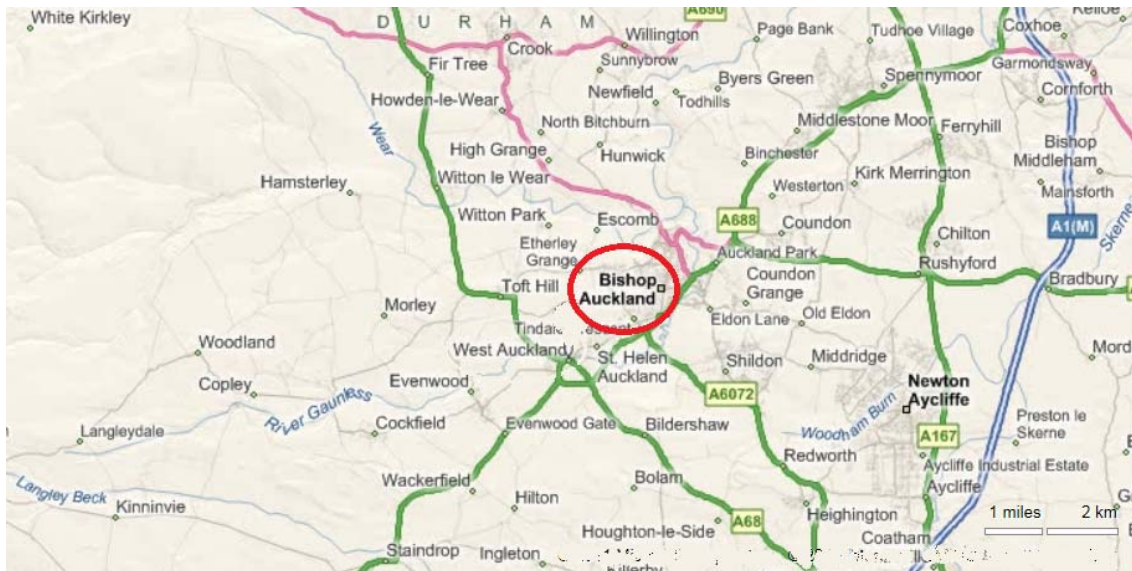 White Kirkley
DURHAM
A690
Kelloe
Willington
Page Bank
Tudhoe Village
Coxhoe
Crook
Sunnybrow
Fir Tree
Byers Green
Spennymoor
Garmondsway
Howden-le-Wear
Newfield
Todhills
Cornforth
Wear
North Bitchburn
Middlestone Moor
Ferryhill
High Grange
Hunwick
Binchester
Bishop
Middleham
Hamsterley
Witton le Wear
Westerton
Kirk Merrington
Mainsforth
Witton Park
Escomb
A688
Coundon
A1(M)
Skerne
Etherley
Grange
Auckland Park
Chilton
Rushyford
Toft Hill
Bishop
Auckland
Coundon
Grange
Bradbury
Morley
Eldon Lane
Old Eldon
Woodland
West Auckland
St. Helen
Auckland
Shildon
Middridge
Mord
Copley
Evenwood
A6072
Newton
Aycliffe
River Gaunless
Langleydale
Cockfield
Evenwood Gate
Bildershaw
Woodham Burn
A167
Preston le
Skerne
Redworth
Aycliffe Industrial Estate
Langley Beck
Kinninvie
Wackerfield
Hilton
Bolam
Aycliffe
Heighington
1 miles
2 km
Houghton-le-Side
A68
Coatham
Staindrop
Ingleton